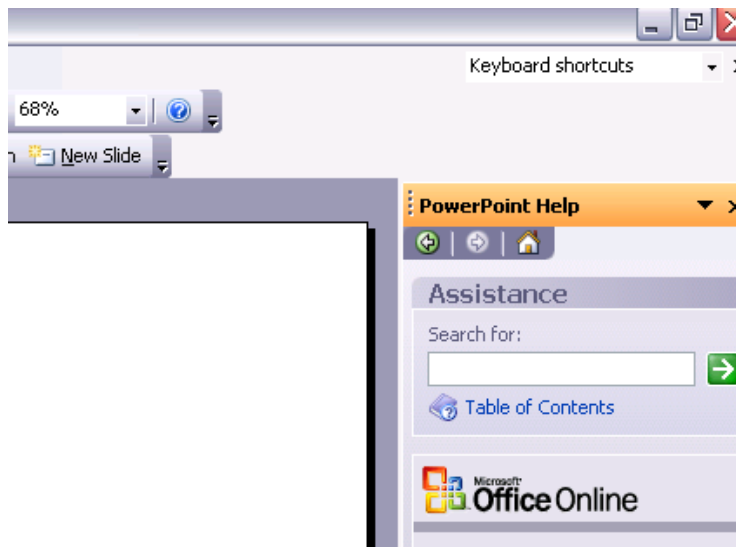 Keyboard shortcuts
68%
New Slide
PowerPoint Help
Assistance
Search for:
Table of Contents
Microsoft
Office Online